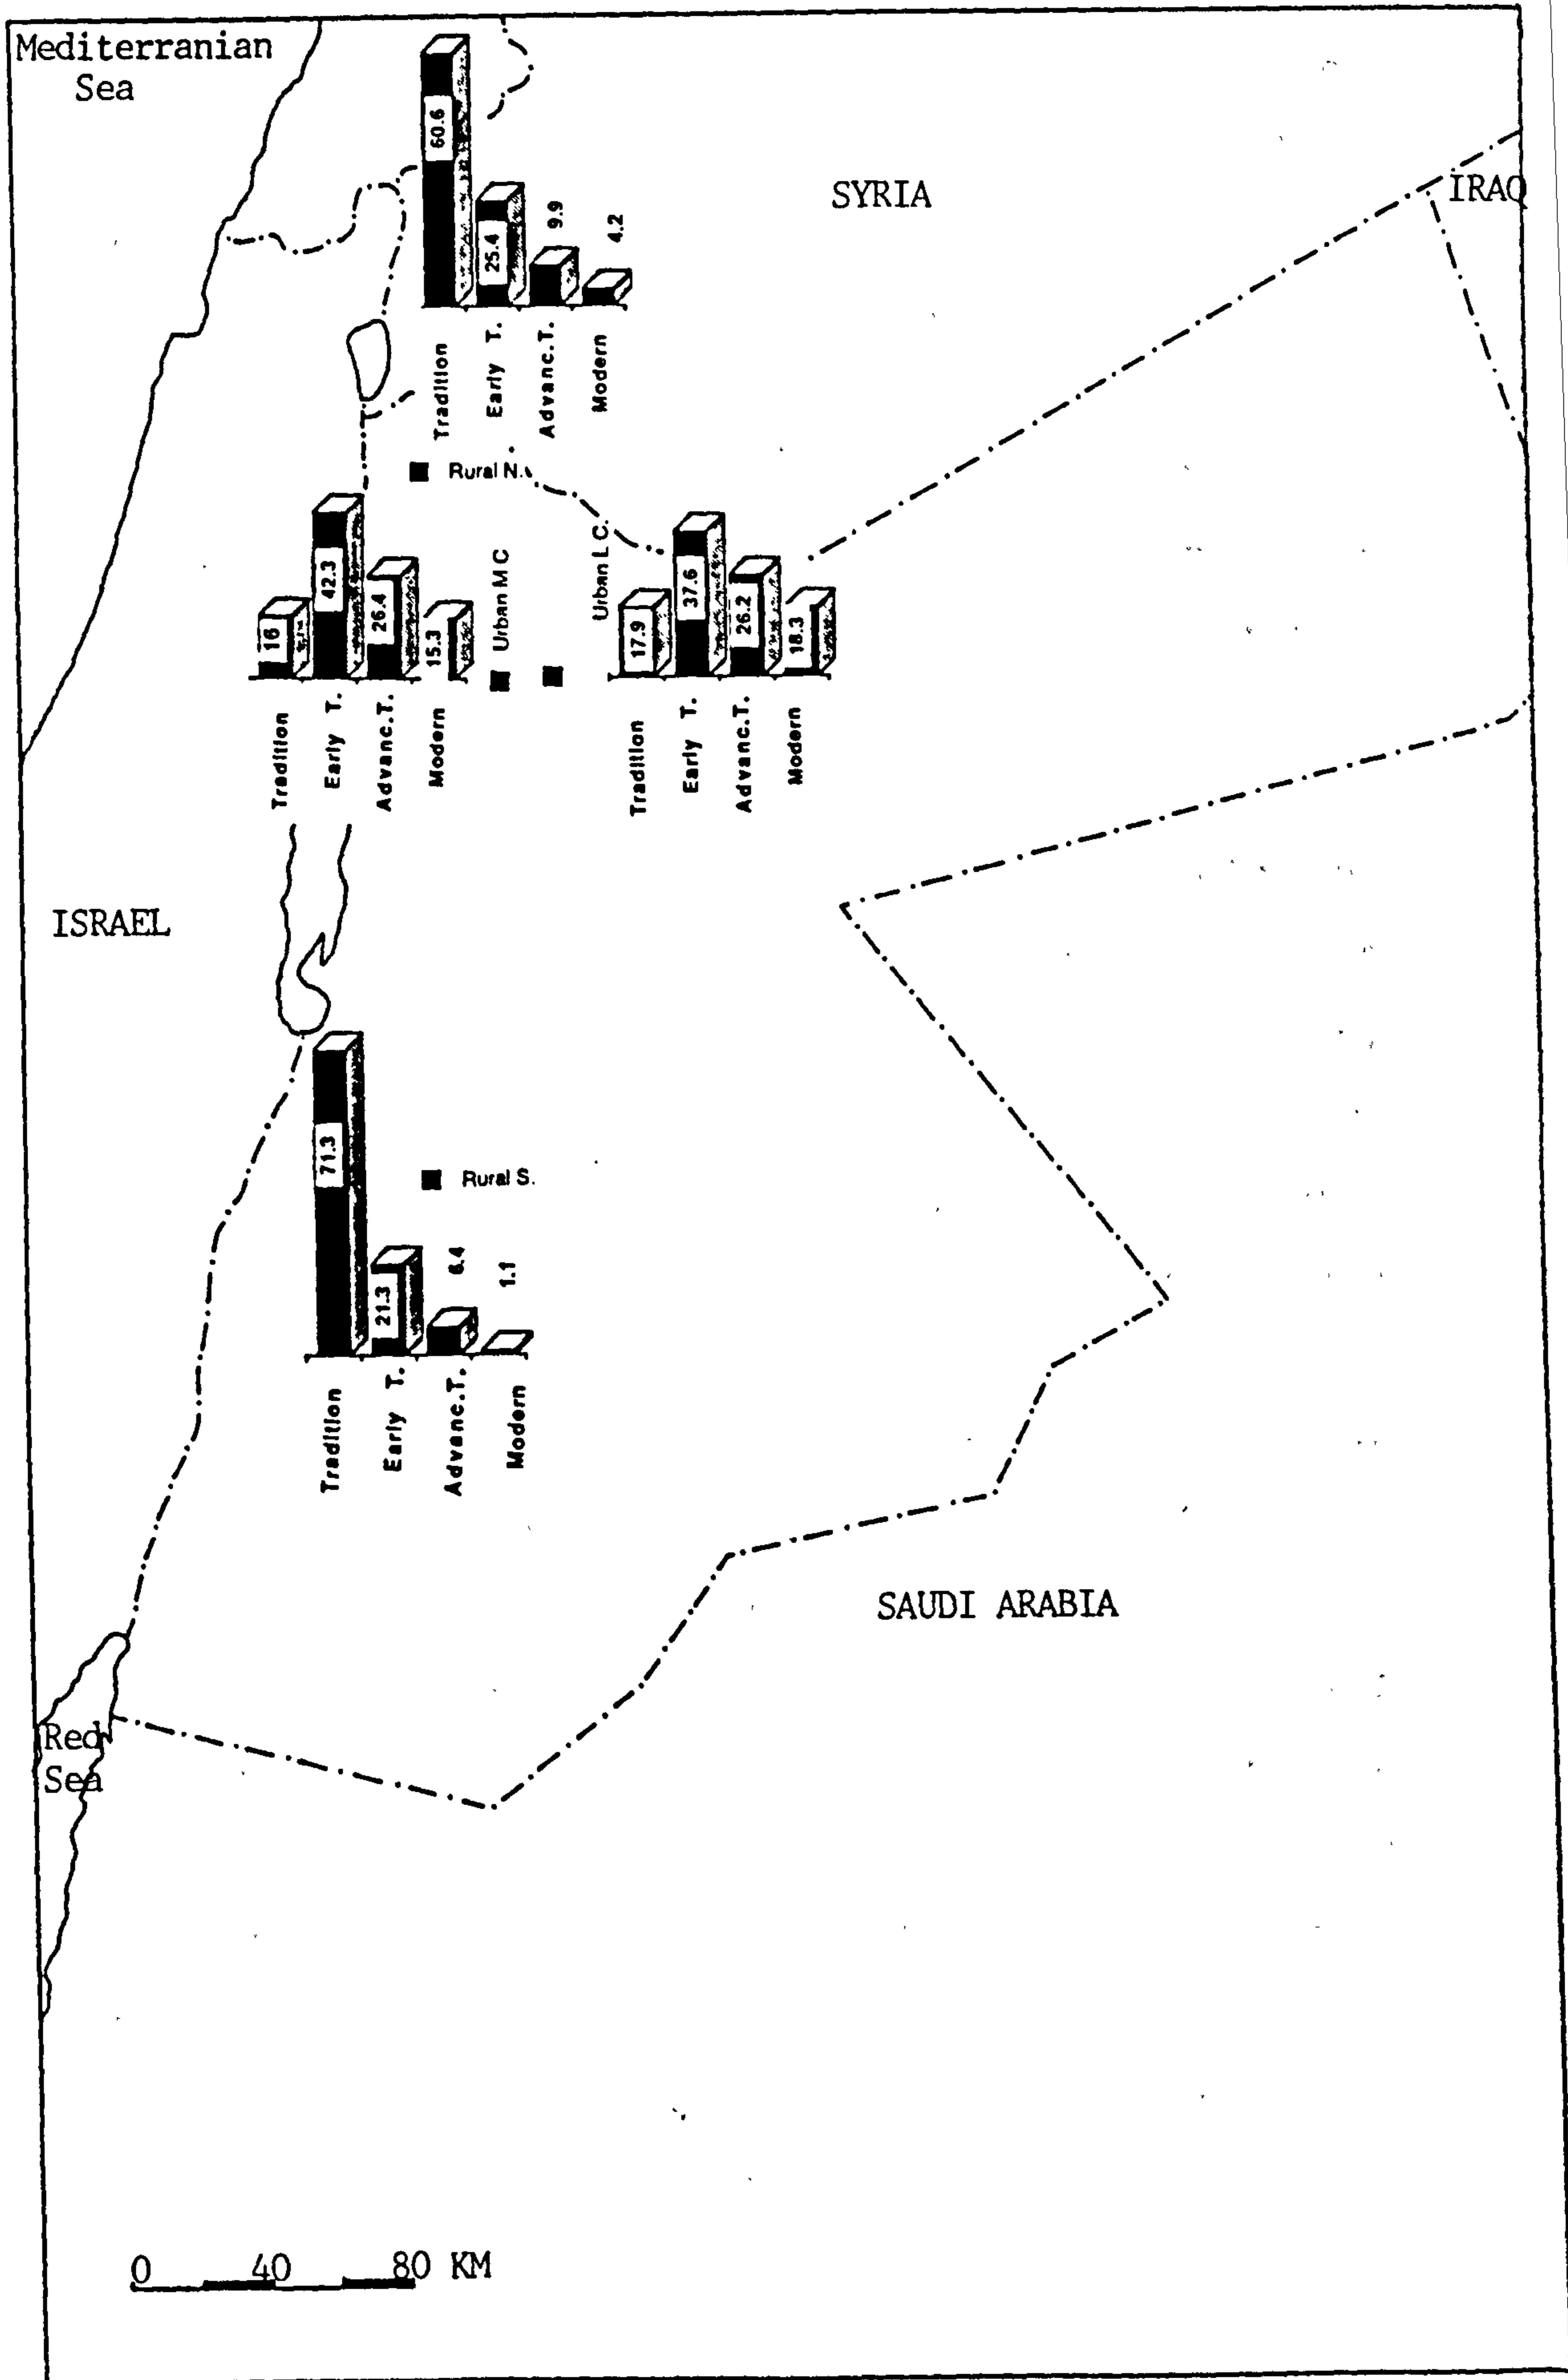 Mediterranian
Sea
SYRIA
IRAQ
60.6
25.4
9.9
4.2
Tradition
Early T.
Advanc.T.
Modern
Rural N.
16
42.3
26.4
15.3
Tradition
Early T.
Advanc.T.
Modern
Urban M C
Urban L C.
17.9
37.6
26.2
18.3
Tradition
Early T.
Advanc.T.
Modern
ISRAEL
71.3
21.3
6.4
1.1
Tradition
Early T.
Advanc.T.
Modern
Rural S.
SAUDI ARABIA
Red
Sea
0 40 80 KM